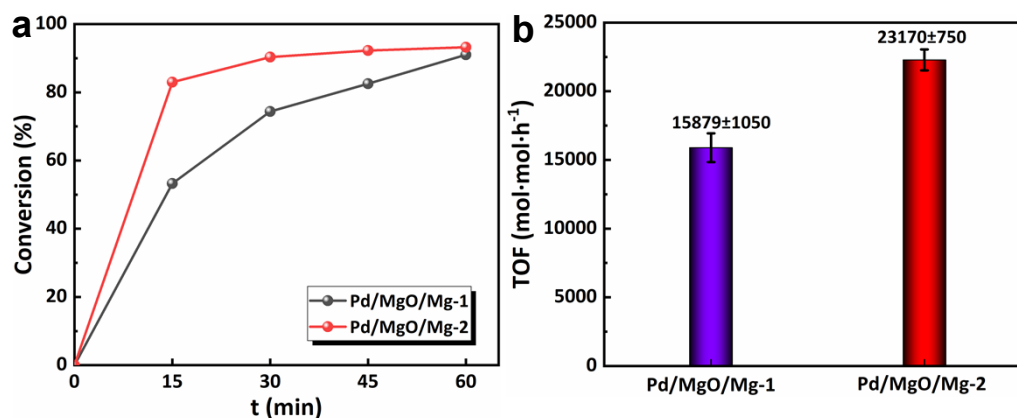 a
Conversion (%)
100
80
60
40
20
0
0 15 30 45 60
t (min)
Pd/MgO/Mg-1
Pd/MgO/Mg-2
b
TOF (mol·mol·h⁻¹)
25000
20000
15000
10000
5000
0
15879±1050
23170±750
Pd/MgO/Mg-1 Pd/MgO/Mg-2